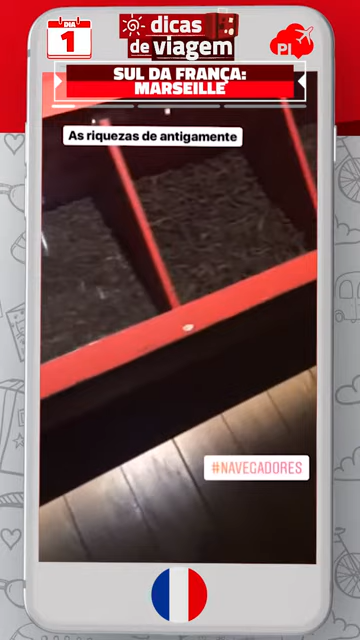 DIA
1
dicas
de viagem
PI
SUL DA FRANÇA:
MARSEILLE
As riquezas de antigamente
#NAVEGADORES